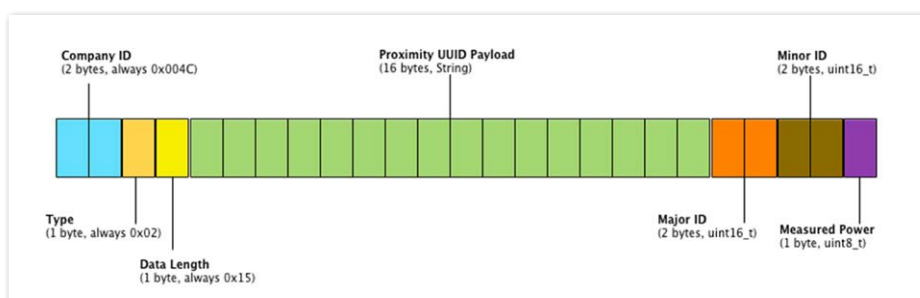 Company ID
(2 bytes, always 0x004C)
Proximity UUID Payload
(16 bytes, String)
Minor ID
(2 bytes, uint16_t)
Type
(1 byte, always 0x02)
Major ID
(2 bytes, uint16_t)
Measured Power
(1 byte, uint8_t)
Data Length
(1 byte, always 0x15)